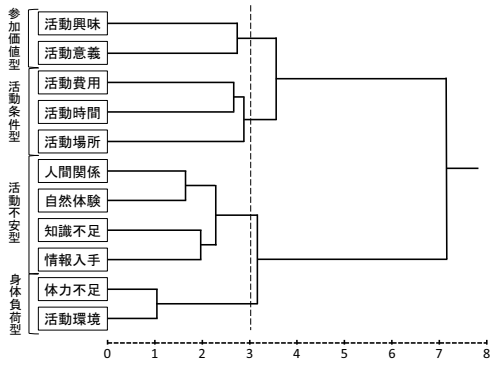 参加価値型
活動興味
活動意義
活動条件型
活動費用
活動時間
活動場所
活動不安型
人間関係
自然体験
知識不足
情報入手
身体負荷型
体力不足
活動環境
0 1 2 3 4 5 6 7 8